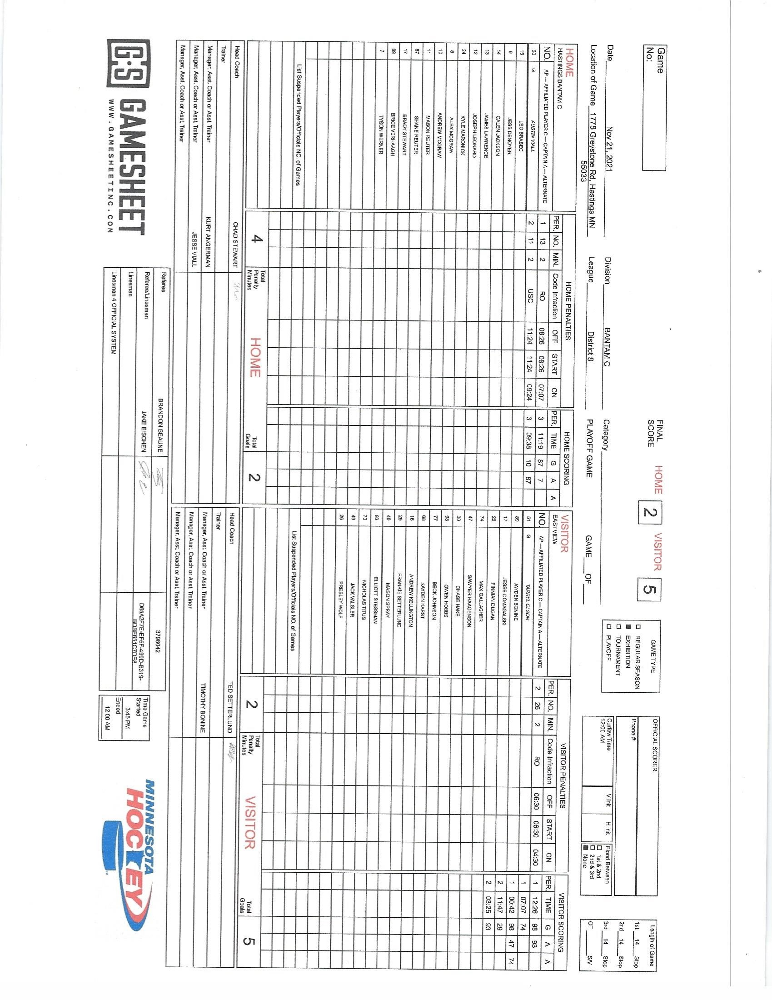 Game
No:
FINAL
SCORE
HOME 2 VISITOR 5
Date Nov 21, 2021
Division BANTAM C
Category
Location of Game 1778 Greystone Rd, Hastings MN
55033
League District 8
PLAYOFF GAME
GAME OF
GAME TYPE
REGULAR SEASON
EXHIBITION
TOURNAMENT
PLAYOFF
OFFICIAL SCORER
Phone #
Curfew Time
12:00 AM
V init
H init
Flood Between
1st & 2nd
2nd & 3rd
None
Length of Game
1st 14 Stop
2nd 14 Stop
3rd 14 Stop
OT S/V
HOME
HASTINGS BANTAM C
NO. AP — AFFILIATED PLAYER C — CAPTAIN A — ALTERNATE
30 G AUSTIN VIALL
15 LEO BRABEC
9 JESS DENOYER
14 CALEN JACKSON
13 JAMES LAWRENCE
12 JOSEPH LEONARD
24 KYLE MARONICK
8 ALEX MCGRAW
10 ANDREW MCGRAW
11 MASON REUTER
87 SHANE REUTER
17 BRADY STEWART
89 BRICE VERHAAGH
7 TYSON WERNER
List Suspended Players/Officials NO. of Games
HOME PENALTIES
PER. NO. MIN. Code Infraction OFF START ON
1 13 2 RO 08:26 08:26 07:07
2 11 2 USC 11:24 11:24 09:24
4 Total Penalty Minutes
HOME
HOME SCORING
PER. TIME G A A
3 11:19 87 7
3 09:38 10 87
Total Goals 2
VISITOR
EASTVIEW
NO. AP — AFFILIATED PLAYER C — CAPTAIN A — ALTERNATE
51 G TARRYL OLSON
89 JAYDEN BONINE
17 JESSE DOMAGALSKI
22 FINNIAN DUGAN
74 MAX GALLAGHER
47 SAWYER HAAGENSON
30 CHASE HAKE
98 OWEN HOBBS
77 BECK JOHNSON
68 KAYDEN KARST
16 ANDREW KELLINGTON
29 FRANKIE SETTERLUND
40 MASON SPRAY
93 ELLIOTT STESSMAN
73 NICHOLAS TITUS
49 JACK VALSLER
26 PRESLEY WOLF
List Suspended Players/Officials NO. of Games
VISITOR PENALTIES
PER. NO. MIN. Code Infraction OFF START ON
2 26 2 RO 06:30 06:30 04:30
2 Total Penalty Minutes
VISITOR
VISITOR SCORING
PER. TIME G A A
1 12:26 98 93
1 07:07 74
1 00:42 98 47 74
2 11:47 29
2 03:25 93
Total Goals 5
Head Coach CHAD STEWART
Trainer
Manager, Asst. Coach or Asst. Trainer KURT ANGERMAN
Manager, Asst. Coach or Asst. Trainer JESSE VIALL
Manager, Asst. Coach or Asst. Trainer
Head Coach TED SETTERLUND
Trainer
Manager, Asst. Coach or Asst. Trainer TIMOTHY BONINE
Manager, Asst. Coach or Asst. Trainer
Manager, Asst. Coach or Asst. Trainer
G·S GAMESHEET
WWW.GAMESHEETINC.COM
Referee BRANDON BEAUNE 3796042
Referee/Linesman JAKE EISCHEN D85A2F7E-EF5F-499D-B319-
BDBF651C7DF8
Linesman
Linesman 4 OFFICIAL SYSTEM
Time Game
Started
3:45 PM
Ended
12:00 AM
MINNESOTA
HOCKEY